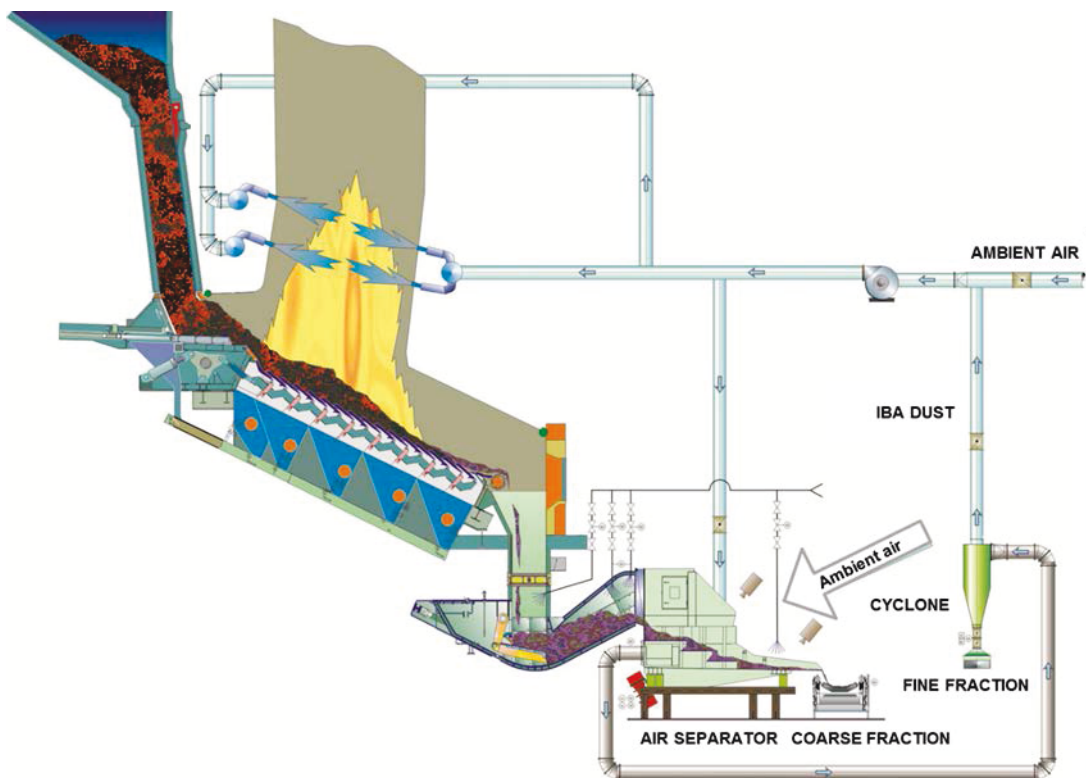 AMBIENT AIR
IBA DUST
Ambient air
CYCLONE
FINE FRACTION
AIR SEPARATOR
COARSE FRACTION